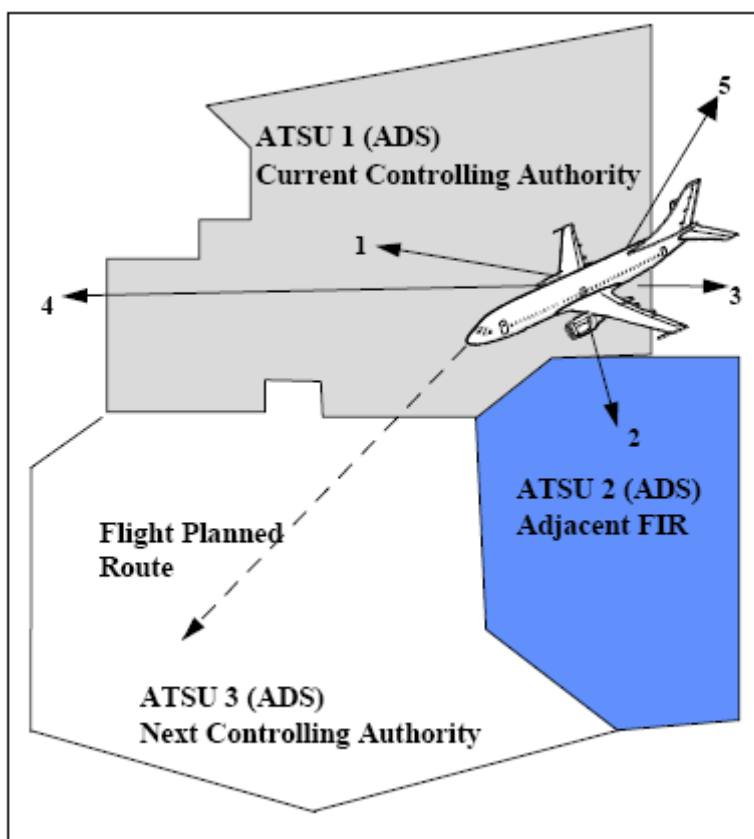 5
ATSU 1 (ADS)
Current Controlling Authority
1
4
3
2
ATSU 2 (ADS)
Adjacent FIR
Flight Planned
Route
ATSU 3 (ADS)
Next Controlling Authority